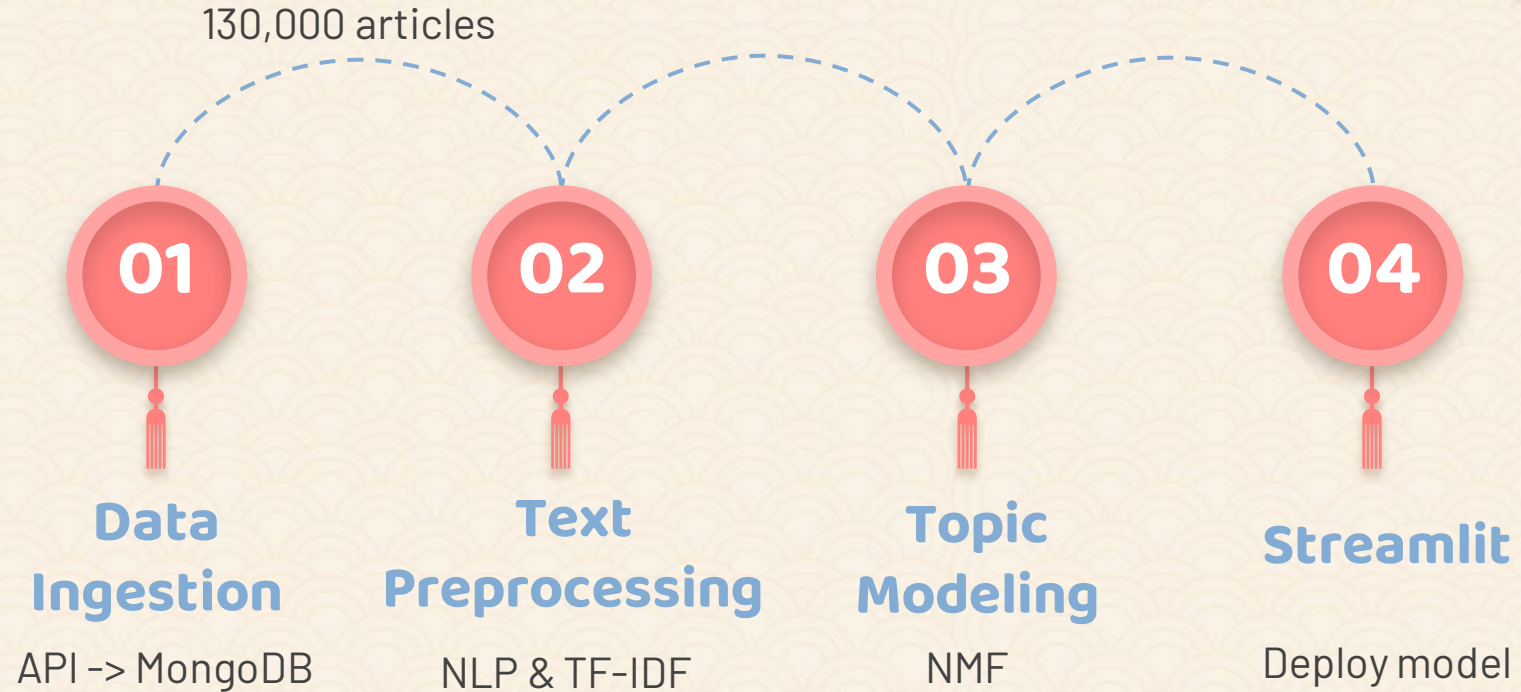 130,000 articles
01
02
03
04
Data
Ingestion
API -> MongoDB
Text
Preprocessing
NLP & TF-IDF
Topic
Modeling
NMF
Streamlit
Deploy model